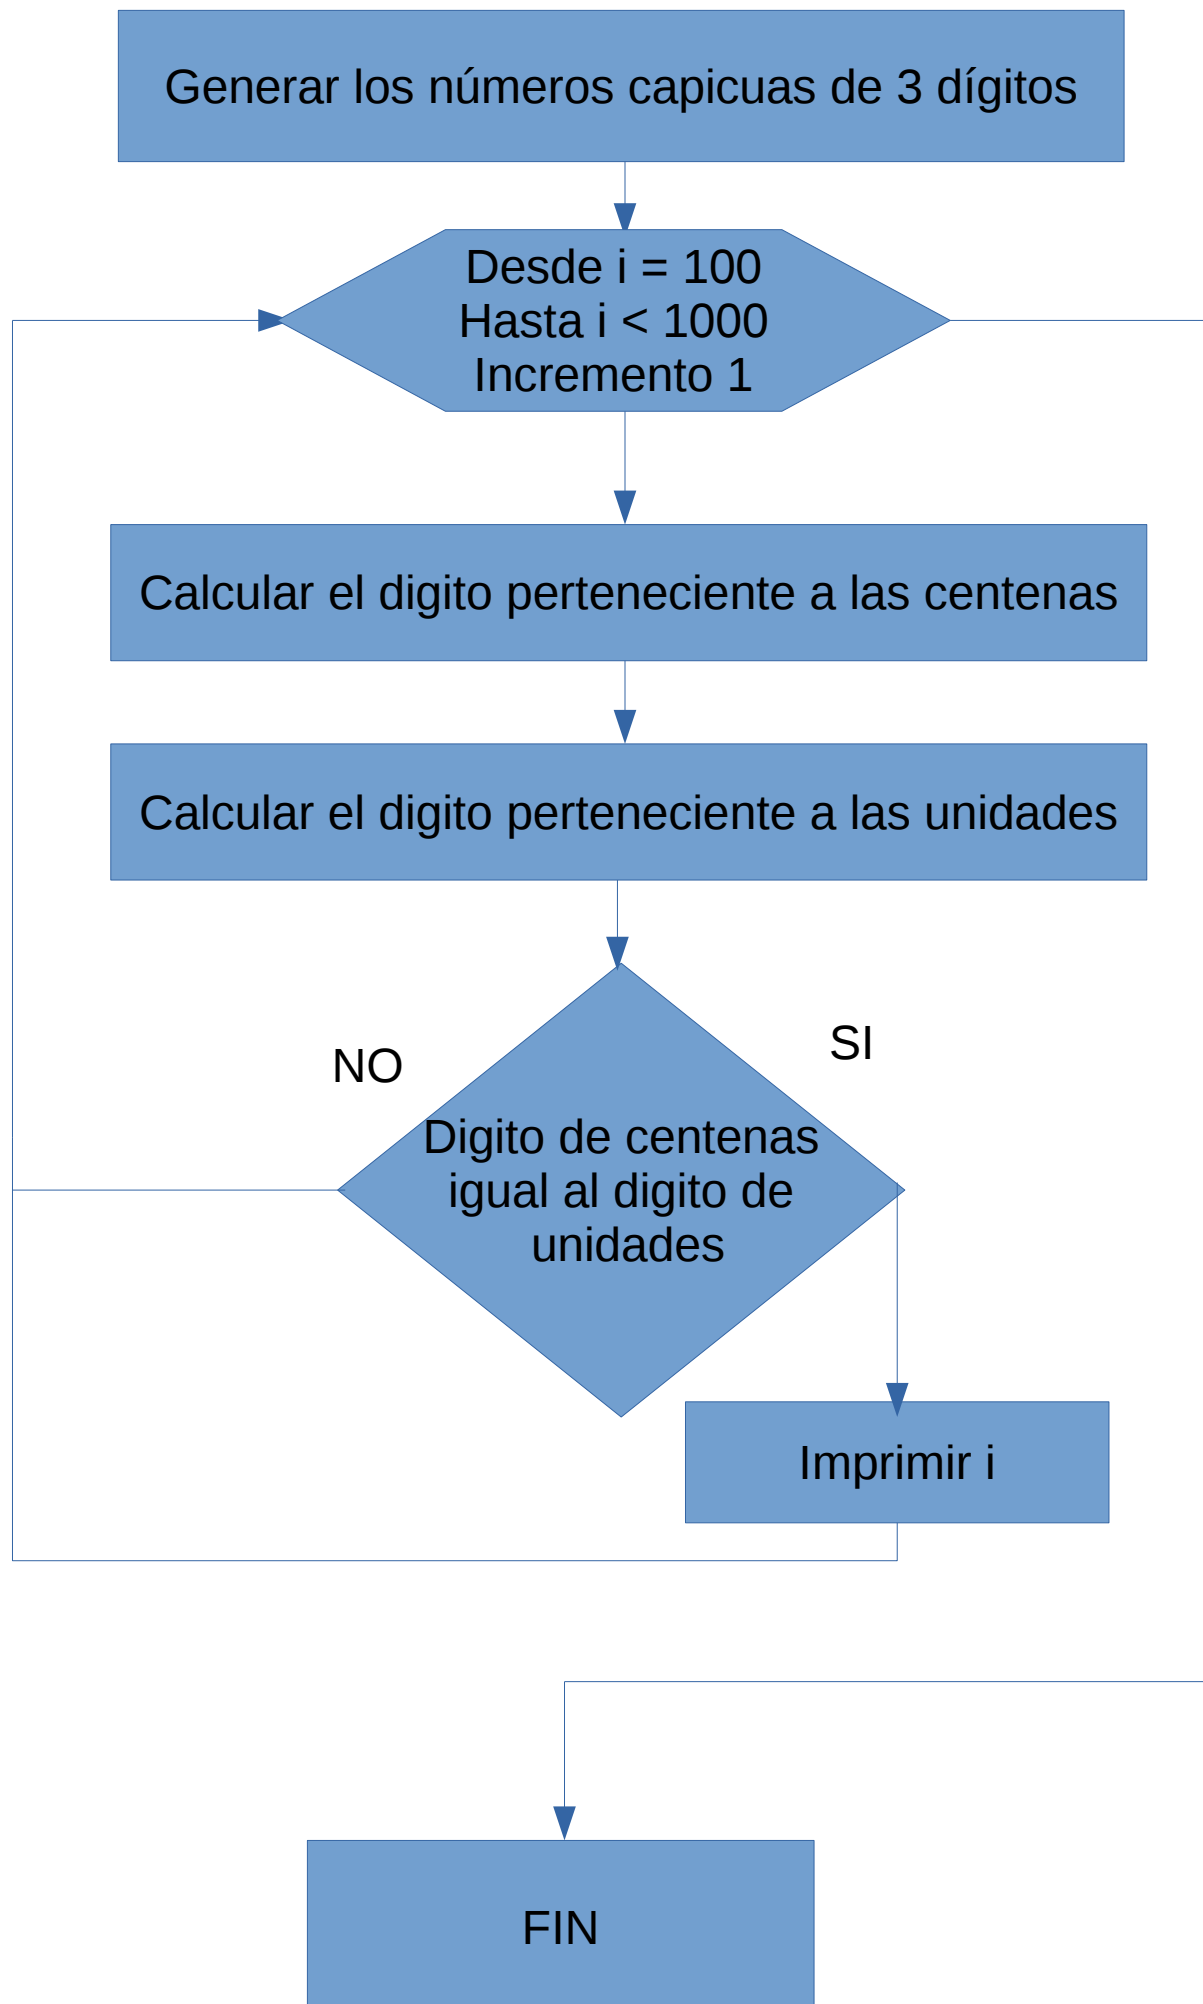 Generar los números capicuas de 3 dígitos
Desde i = 100
Hasta i < 1000
Incremento 1
Calcular el digito perteneciente a las centenas
Calcular el digito perteneciente a las unidades
NO
SI
Digito de centenas
igual al digito de
unidades
Imprimir i
FIN